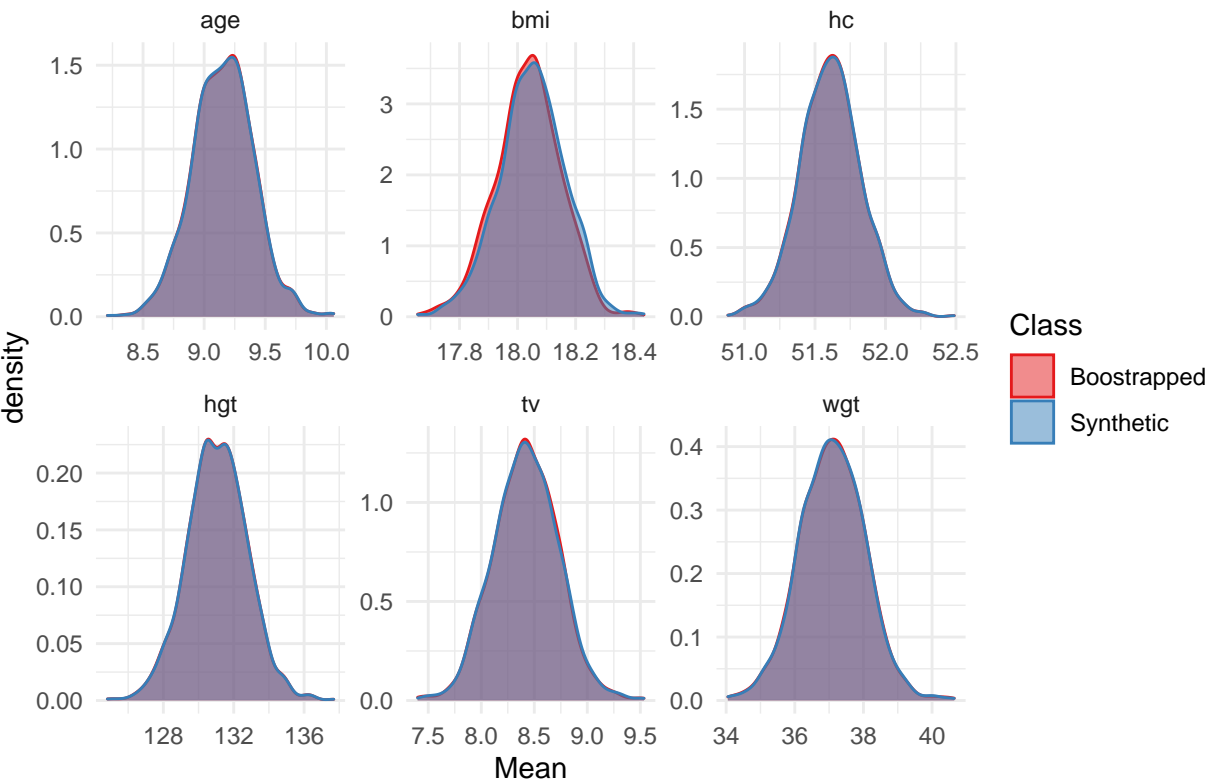 age bmi hc
1.5
1.0
0.5
0.0
3
2
1
0
1.5
1.0
0.5
0.0
8.5 9.0 9.5 10.0
17.8 18.0 18.2 18.4
51.0 51.5 52.0 52.5
density
hgt tv wgt
0.20
0.15
0.10
0.05
0.00
1.0
0.5
0.0
0.4
0.3
0.2
0.1
0.0
128 132 136
7.5 8.0 8.5 9.0 9.5
34 36 38 40
Mean
Class
Boostrapped
Synthetic